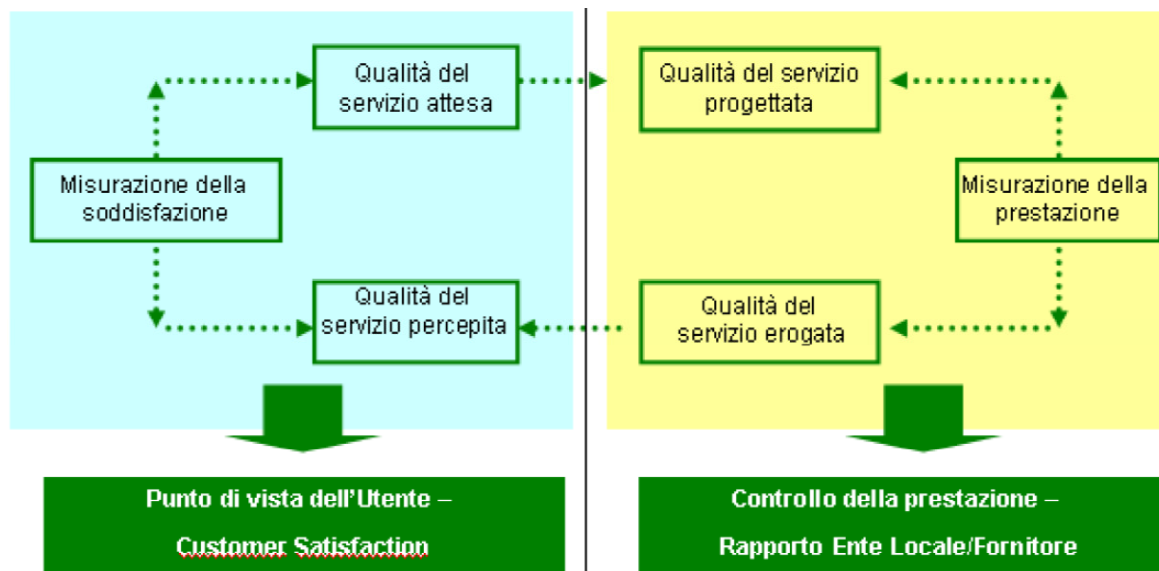 Qualità del
servizio attesa
Misurazione della
soddisfazione
Qualità del
servizio percepita
Punto di vista dell'Utente –
Customer Satisfaction
Qualità del servizio
progettata
Misurazione della
prestazione
Qualità del
servizio erogata
Controllo della prestazione –
Rapporto Ente Locale/Fornitore